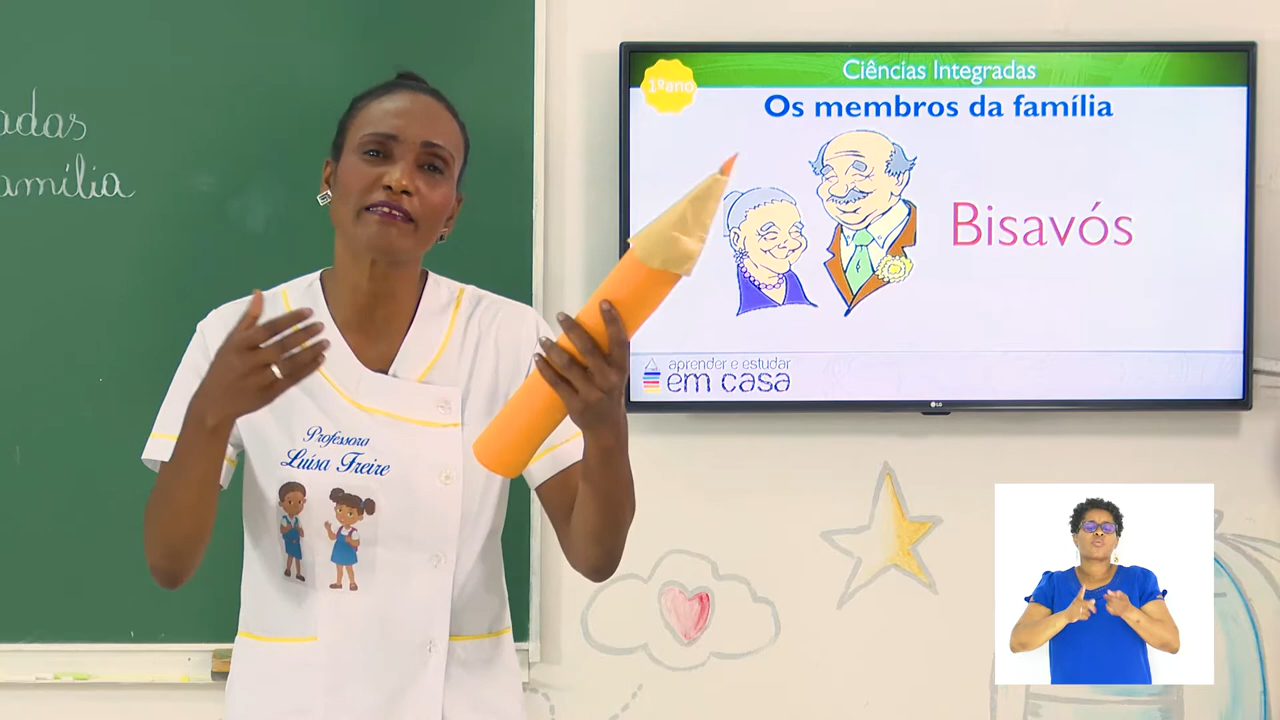 adas
amília
Professora
Luísa Freire
1ºano
Ciências Integradas
Os membros da família
Bisavós
aprender e estudar
em casa
LG